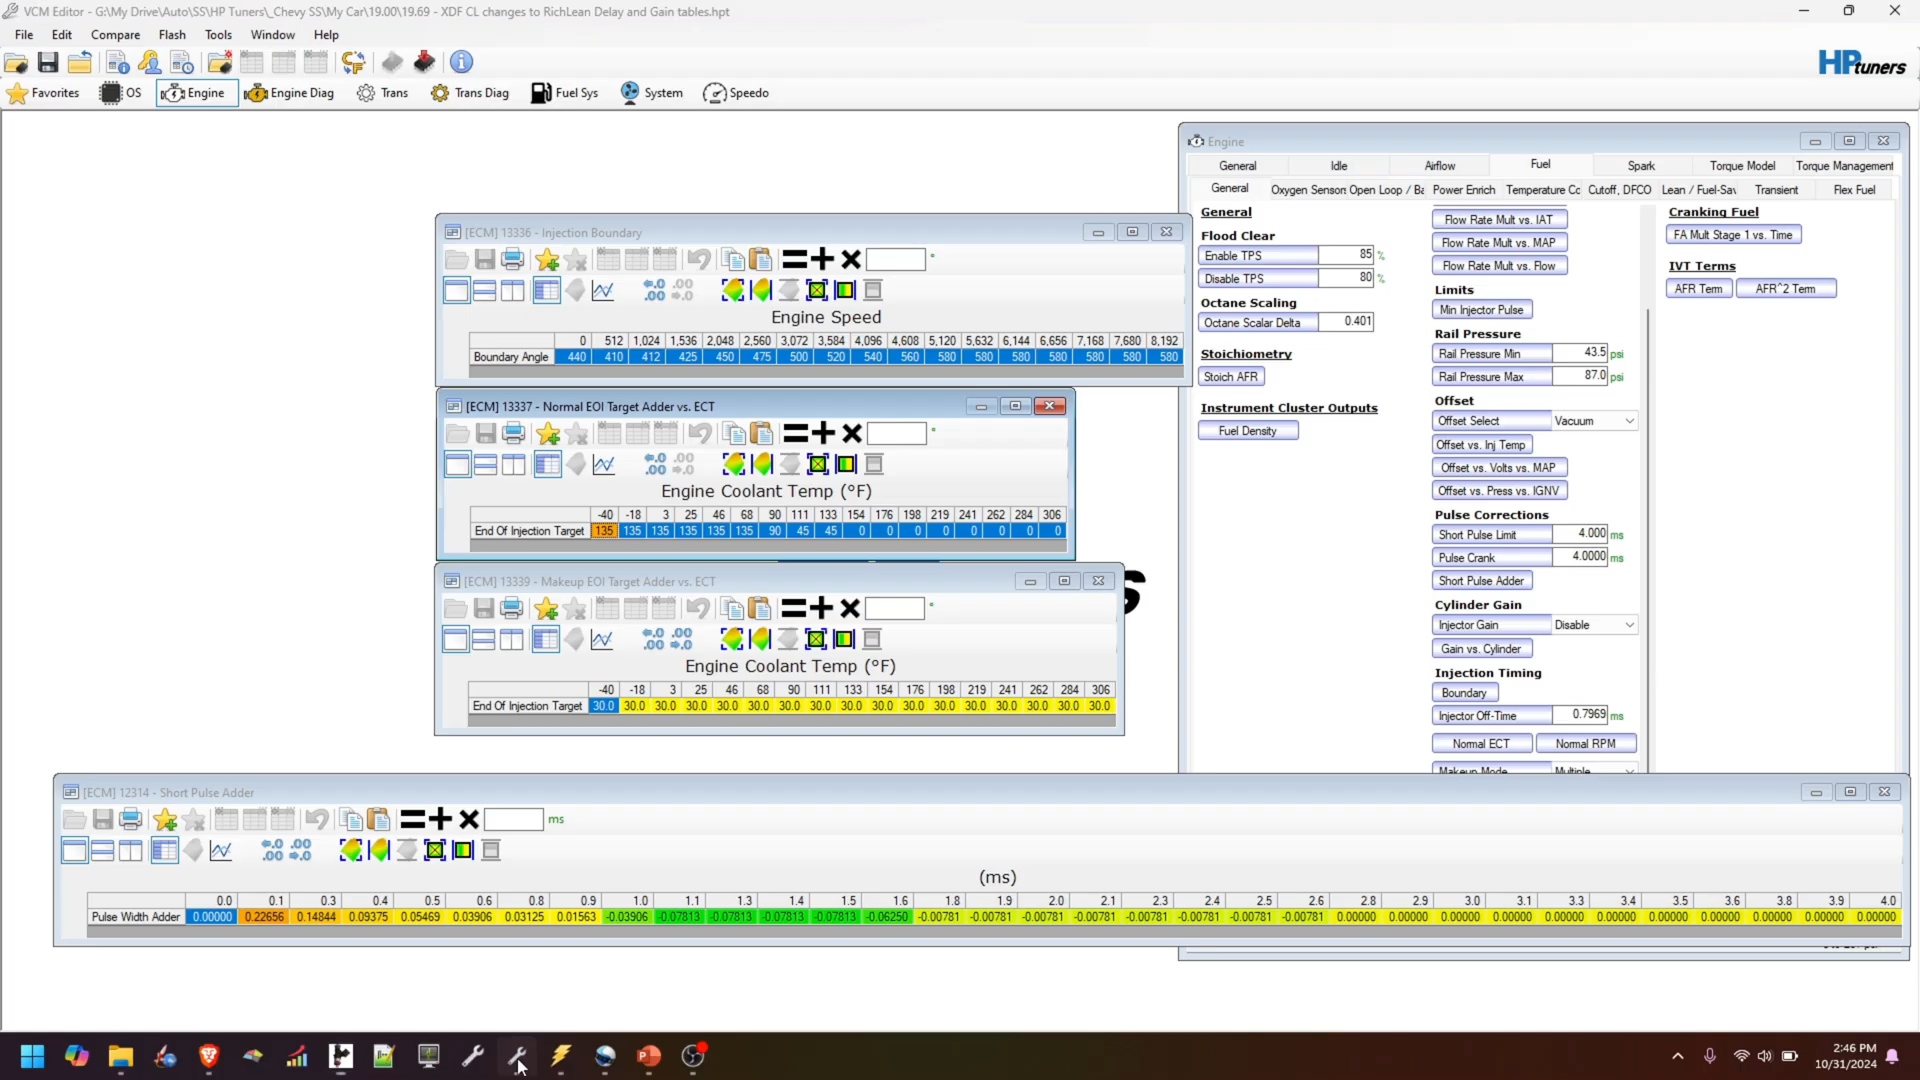 VCM Editor - G:\My Drive\Auto\SS\HP Tuners\_Chevy SS\My Car\19.00\19.69 - XDF CL changes to RichLean Delay and Gain tables.hpt
File Edit Compare Flash Tools Window Help
HPtuners
Favorites OS Engine Engine Diag Trans Trans Diag Fuel Sys System Speedo
Engine
General Idle Airflow Fuel Spark Torque Model Torque Management
General Oxygen Sensors Open Loop / Ba Power Enrich Temperature Co Cutoff, DFCO Lean / Fuel-Sav Transient Flex Fuel
General
Flood Clear
Enable TPS 85 %
Disable TPS 80 %
Octane Scaling
Octane Scalar Delta 0.401
Stoichiometry
Stoich AFR
Instrument Cluster Outputs
Fuel Density
Flow Rate Mult vs. IAT
Flow Rate Mult vs. MAP
Flow Rate Mult vs. Flow
Limits
Min Injector Pulse
Rail Pressure
Rail Pressure Min 43.5 psi
Rail Pressure Max 87.0 psi
Offset
Offset Select Vacuum
Offset vs. Inj Temp
Offset vs. Volts vs. MAP
Offset vs. Press vs. IGNV
Pulse Corrections
Short Pulse Limit 4.000 ms
Pulse Crank 4.0000 ms
Short Pulse Adder
Cylinder Gain
Injector Gain Disable
Gain vs. Cylinder
Injection Timing
Boundary
Injector Off-Time 0.7969 ms
Normal ECT Normal RPM
Makeup Mode Multiple
Cranking Fuel
FA Mult Stage 1 vs. Time
IVT Terms
AFR Term AFR^2 Term
[ECM] 13336 - Injection Boundary
°
Engine Speed
0 512 1,024 1,536 2,048 2,560 3,072 3,584 4,096 4,608 5,120 5,632 6,144 6,656 7,168 7,680 8,192
Boundary Angle 440 410 412 425 450 475 500 520 540 560 580 580 580 580 580 580 580
[ECM] 13337 - Normal EOI Target Adder vs. ECT
°
Engine Coolant Temp (°F)
-40 -18 3 25 46 68 90 111 133 154 176 198 219 241 262 284 306
End Of Injection Target 135 135 135 135 135 135 90 45 45 0 0 0 0 0 0 0 0
[ECM] 13339 - Makeup EOI Target Adder vs. ECT
°
Engine Coolant Temp (°F)
-40 -18 3 25 46 68 90 111 133 154 176 198 219 241 262 284 306
End Of Injection Target 30.0 30.0 30.0 30.0 30.0 30.0 30.0 30.0 30.0 30.0 30.0 30.0 30.0 30.0 30.0 30.0 30.0
[ECM] 12314 - Short Pulse Adder
ms
(ms)
0.0 0.1 0.3 0.4 0.5 0.6 0.8 0.9 1.0 1.1 1.3 1.4 1.5 1.6 1.8 1.9 2.0 2.1 2.3 2.4 2.5 2.6 2.8 2.9 3.0 3.1 3.3 3.4 3.5 3.6 3.8 3.9 4.0
Pulse Width Adder 0.00000 0.22656 0.14844 0.09375 0.05469 0.03906 0.03125 0.01563 -0.03906 -0.07813 -0.07813 -0.07813 -0.07813 -0.06250 -0.00781 -0.00781 -0.00781 -0.00781 -0.00781 -0.00781 -0.00781 -0.00781 0.00000 0.00000 0.00000 0.00000 0.00000 0.00000 0.00000 0.00000 0.00000 0.00000 0.00000
2:46 PM
10/31/2024